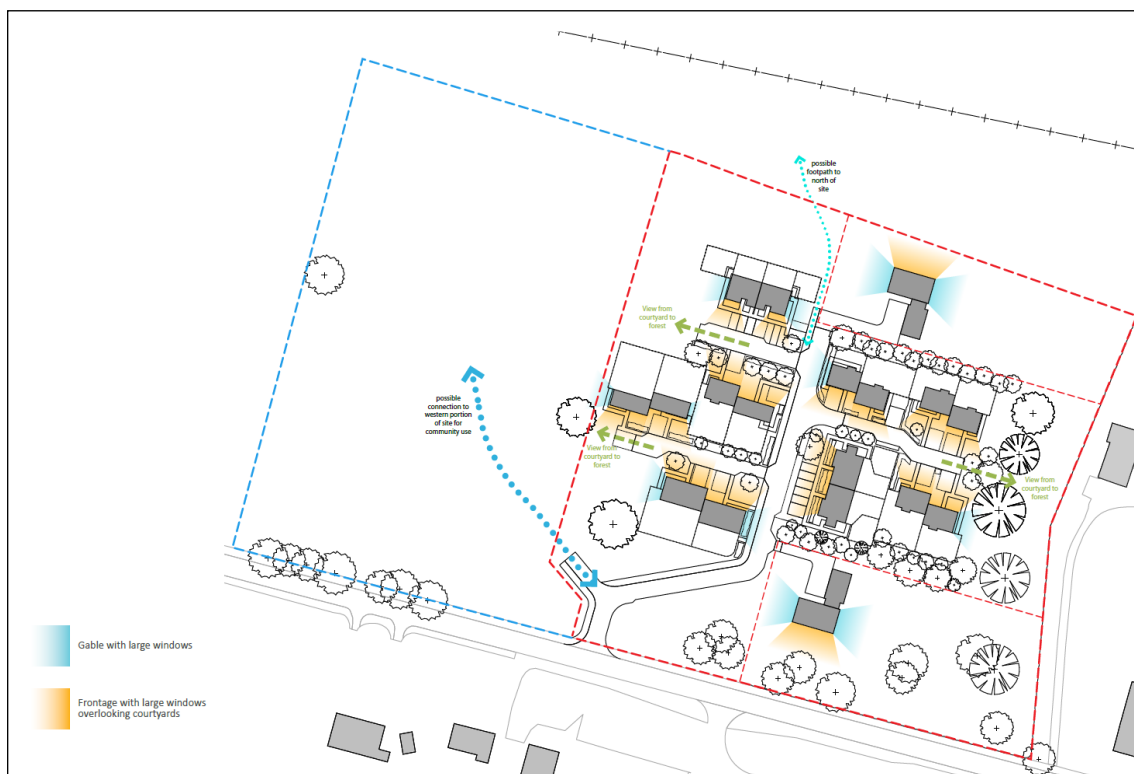 possible
footpath to
north of
site
View from
courtyard to
forest
possible
connection to
western portion
of site for
community use
View from
courtyard to
forest
View from
courtyard to
forest
Gable with large windows
Frontage with large windows
overlooking courtyards